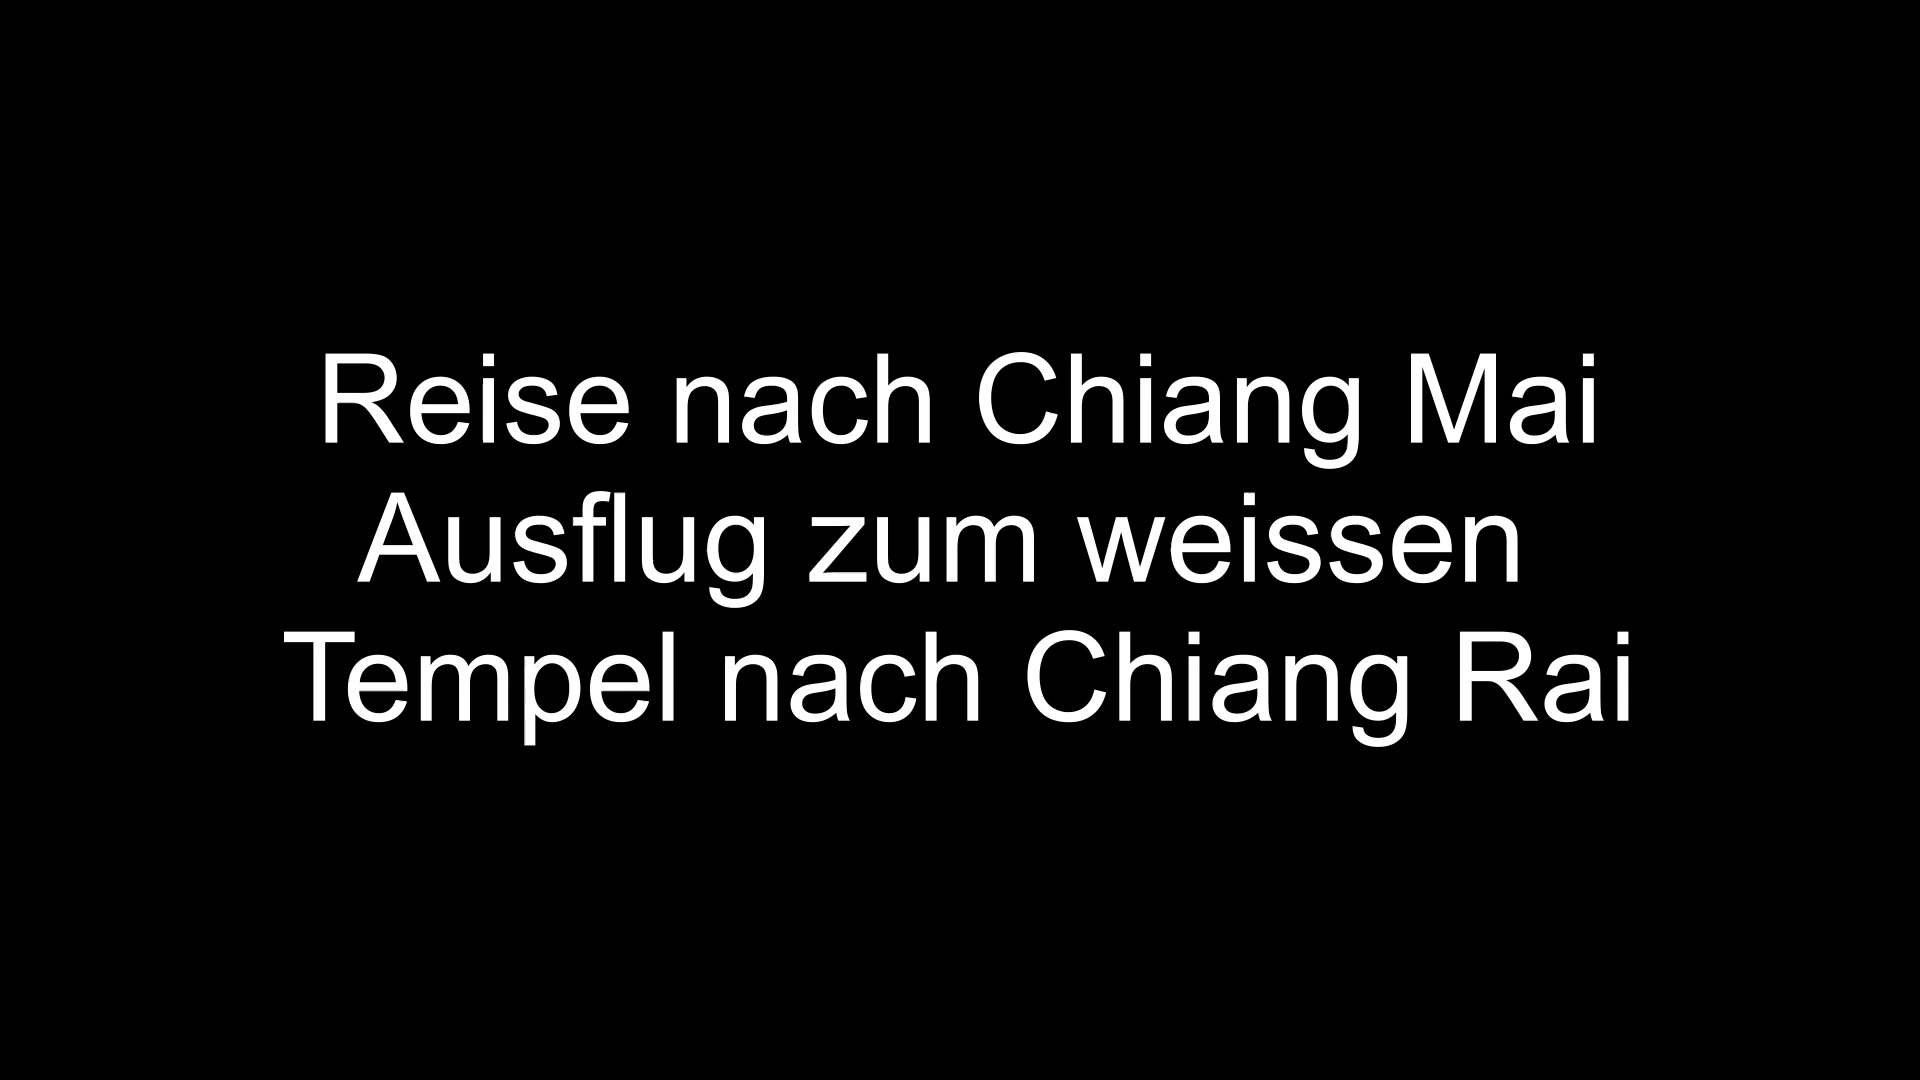 Reise nach Chiang Mai
Ausflug zum weissen
Tempel nach Chiang Rai